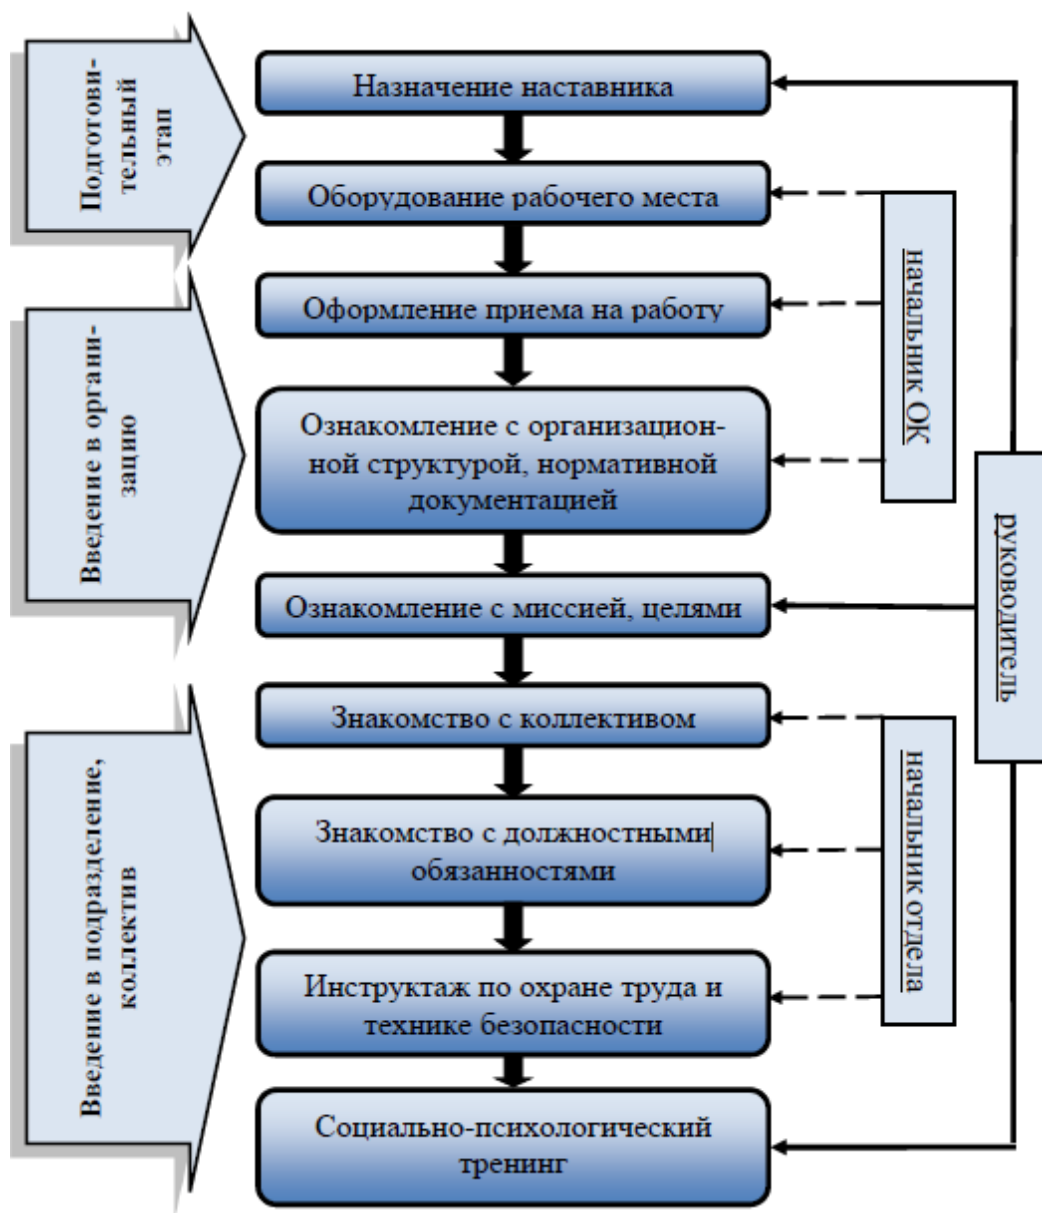 Подготови-
тельный
этап
Назначение наставника
Оборудование рабочего места
Введение в органи-
зацию
Оформление приема на работу
Ознакомление с организацион-
ной структурой, нормативной
документацией
Ознакомление с миссией, целями
Введение в подразделение,
коллектив
Знакомство с коллективом
Знакомство с должностными
обязанностями
Инструктаж по охране труда и
технике безопасности
Социально-психологический
тренинг
начальник ОК
руководитель
начальник отдела